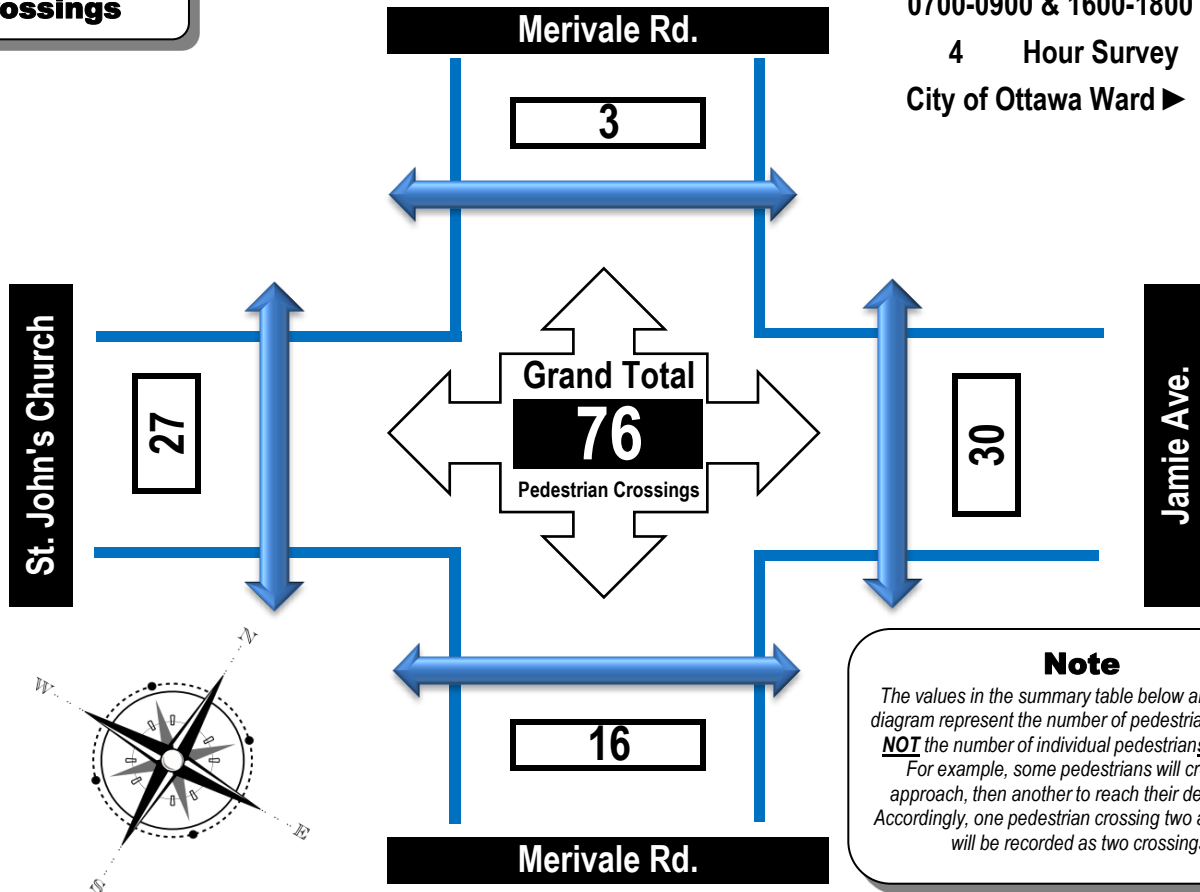 ossings
0700-0900 & 1600-1800
4 Hour Survey
City of Ottawa Ward ►
Merivale Rd.
3
St. John's Church
27
Grand Total
76
Pedestrian Crossings
30
Jamie Ave.
16
Merivale Rd.
N
W
E
S
Note
The values in the summary table below a
diagram represent the number of pedestria
NOT the number of individual pedestrians
For example, some pedestrians will cr
approach, then another to reach their de
Accordingly, one pedestrian crossing two a
will be recorded as two crossings